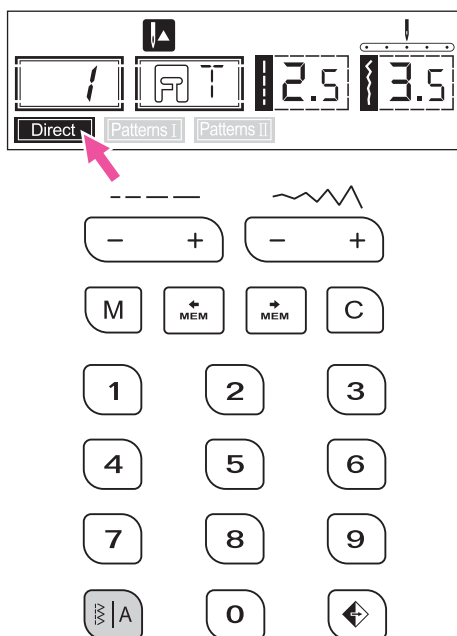 1 A T 2.5 3.5
Direct Patterns I Patterns II
- + - +
M MEM MEM C
1 2 3
4 5 6
7 8 9
A 0